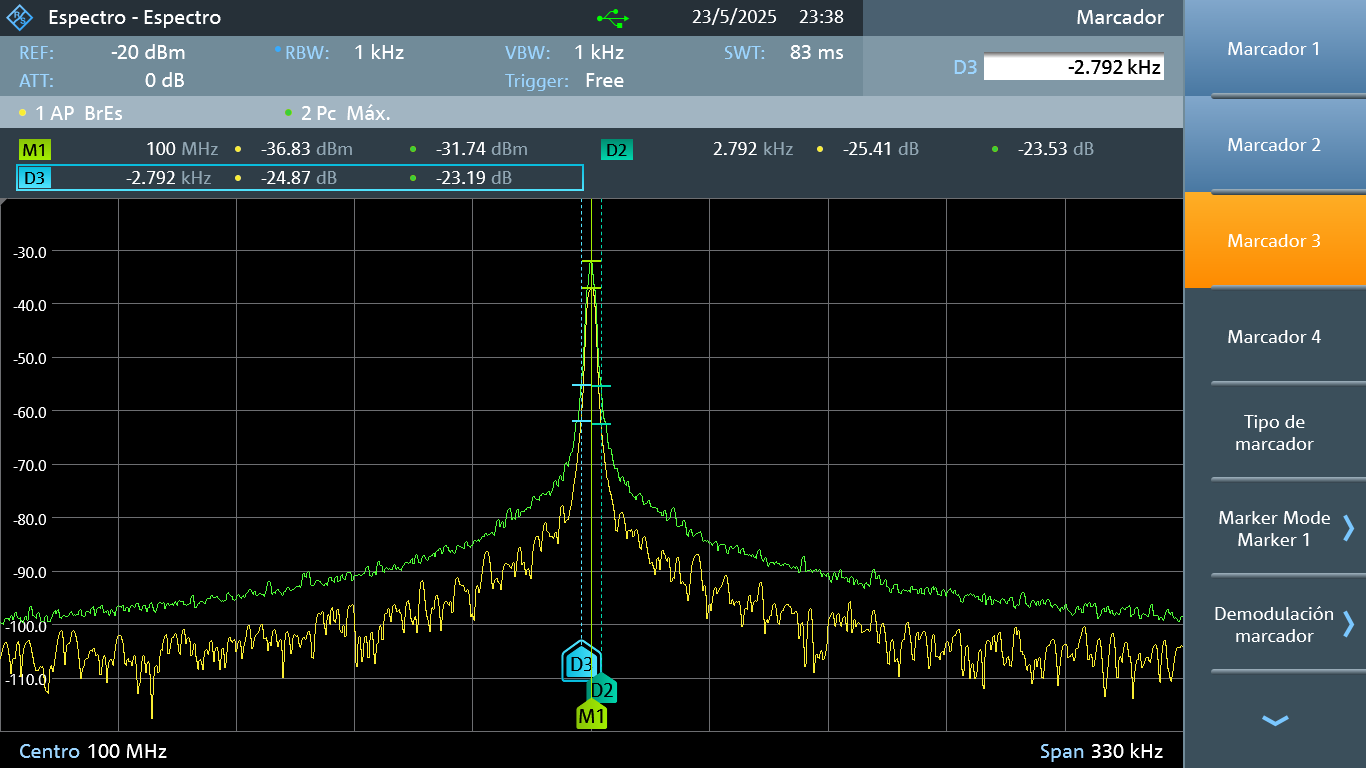 Espectro - Espectro 23/5/2025 23:38 Marcador
REF: -20 dBm RBW: 1 kHz VBW: 1 kHz SWT: 83 ms
ATT: 0 dB Trigger: Free
D3 -2.792 kHz
1 AP BrEs 2 Pc Máx.
M1 100 MHz -36.83 dBm -31.74 dBm D2 2.792 kHz -25.41 dB -23.53 dB
D3 -2.792 kHz -24.87 dB -23.19 dB
-30.0
-40.0
-50.0
-60.0
-70.0
-80.0
-90.0
-100.0
-110.0
D3
D2
M1
Centro 100 MHz Span 330 kHz
Marcador 1
Marcador 2
Marcador 3
Marcador 4
Tipo de
marcador
Marker Mode
Marker 1
Demodulación
marcador